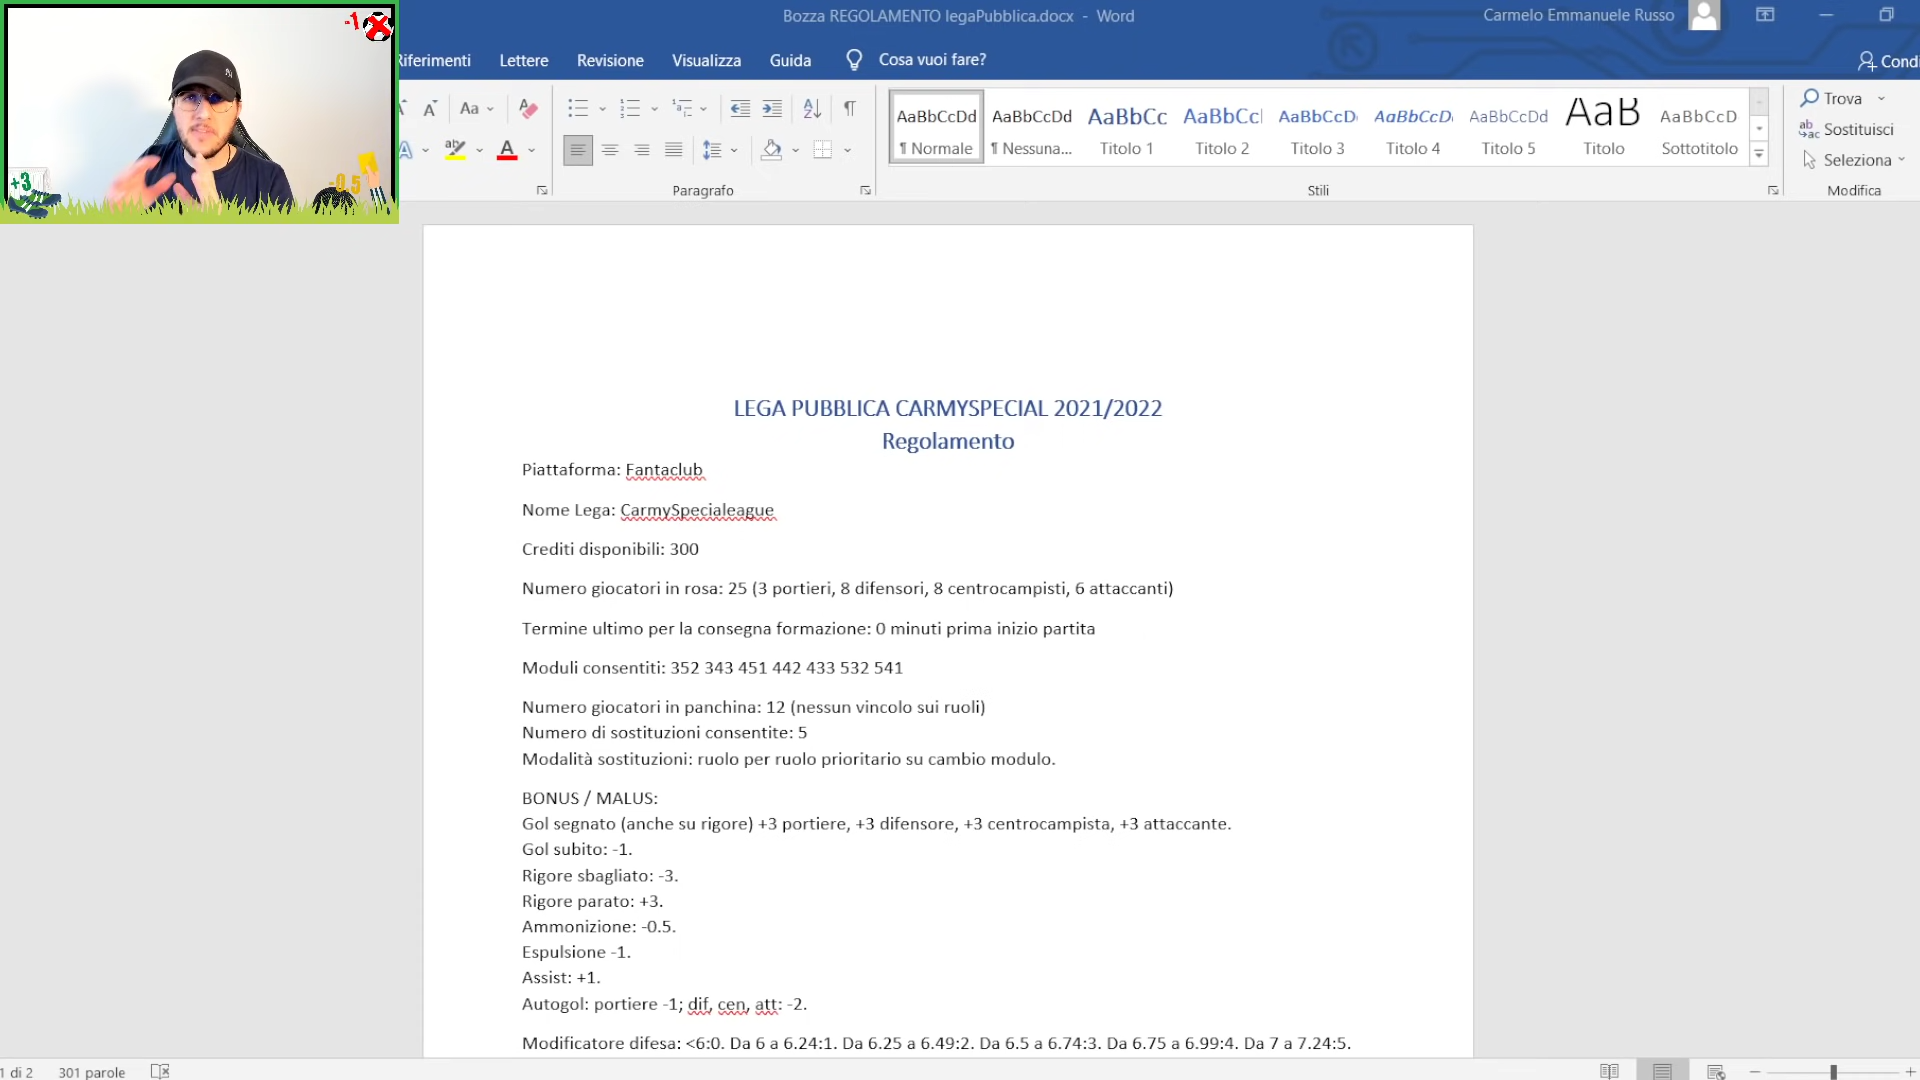 Bozza REGOLAMENTO legaPubblica.docx - Word
Carmelo Emmanuele Russo
-1
+3
-0.5
Riferimenti Lettere Revisione Visualizza Guida Cosa vuoi fare?
Condi
Aa
AaBbCcDd AaBbCcDd AaBbCc AaBbCcI AaBbCcD AaBbCcDd AaBbCcDd AaB AaBbCcD
¶ Normale ¶ Nessuna... Titolo 1 Titolo 2 Titolo 3 Titolo 4 Titolo 5 Titolo Sottotitolo
Trova
Sostituisci
Seleziona
Paragrafo Stili Modifica
LEGA PUBBLICA CARMYSPECIAL 2021/2022
Regolamento
Piattaforma: Fantaclub
Nome Lega: CarmySpecialeague
Crediti disponibili: 300
Numero giocatori in rosa: 25 (3 portieri, 8 difensori, 8 centrocampisti, 6 attaccanti)
Termine ultimo per la consegna formazione: 0 minuti prima inizio partita
Moduli consentiti: 352 343 451 442 433 532 541
Numero giocatori in panchina: 12 (nessun vincolo sui ruoli)
Numero di sostituzioni consentite: 5
Modalità sostituzioni: ruolo per ruolo prioritario su cambio modulo.
BONUS / MALUS:
Gol segnato (anche su rigore) +3 portiere, +3 difensore, +3 centrocampista, +3 attaccante.
Gol subito: -1.
Rigore sbagliato: -3.
Rigore parato: +3.
Ammonizione: -0.5.
Espulsione -1.
Assist: +1.
Autogol: portiere -1; dif, cen, att: -2.
Modificatore difesa: <6:0. Da 6 a 6.24:1. Da 6.25 a 6.49:2. Da 6.5 a 6.74:3. Da 6.75 a 6.99:4. Da 7 a 7.24:5.
1 di 2 301 parole